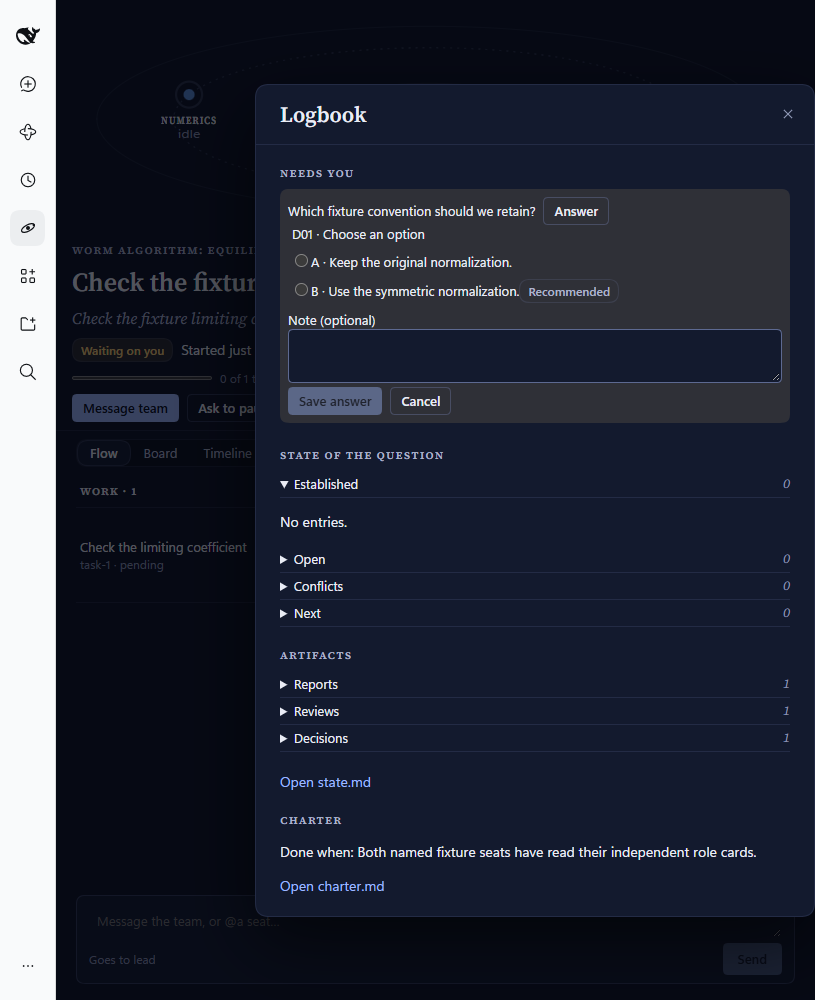 NUMERICS
idle
WORM ALGORITHM: EQUILI
Check the fixtur
Check the fixture limiting c
Waiting on you
Started just
0 of 1 t
Message team
Ask to pau
Flow
Board
Timeline
WORK · 1
Check the limiting coefficient
task-1 · pending
Message the team, or @a seat...
Goes to lead
Send
Logbook
NEEDS YOU
Which fixture convention should we retain? Answer
D01 · Choose an option
A · Keep the original normalization.
B · Use the symmetric normalization. Recommended
Note (optional)
Save answer
Cancel
STATE OF THE QUESTION
Established 0
No entries.
Open 0
Conflicts 0
Next 0
ARTIFACTS
Reports 1
Reviews 1
Decisions 1
Open state.md
CHARTER
Done when: Both named fixture seats have read their independent role cards.
Open charter.md